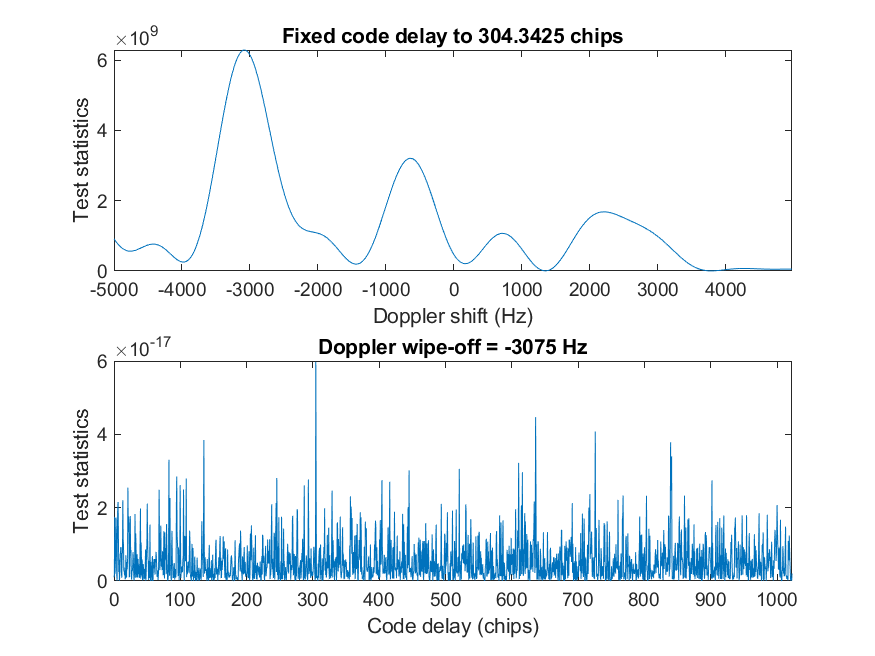 ×10^9
Fixed code delay to 304.3425 chips
6
4
2
0
Test statistics
-5000 -4000 -3000 -2000 -1000 0 1000 2000 3000 4000
Doppler shift (Hz)
×10^-17
Doppler wipe-off = -3075 Hz
6
4
2
0
Test statistics
0 100 200 300 400 500 600 700 800 900 1000
Code delay (chips)